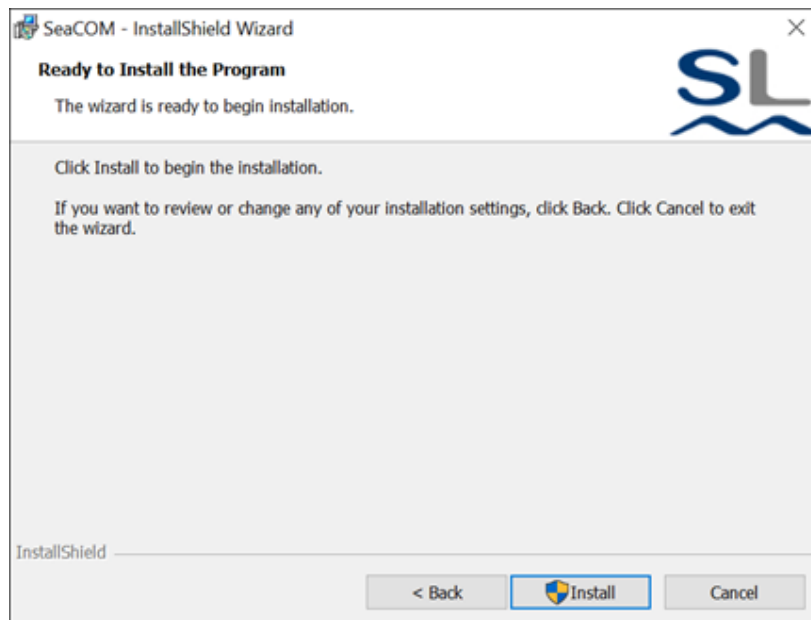 SeaCOM - InstallShield Wizard
Ready to Install the Program
The wizard is ready to begin installation.
SL
Click Install to begin the installation.
If you want to review or change any of your installation settings, click Back. Click Cancel to exit
the wizard.
InstallShield
< Back
Install
Cancel